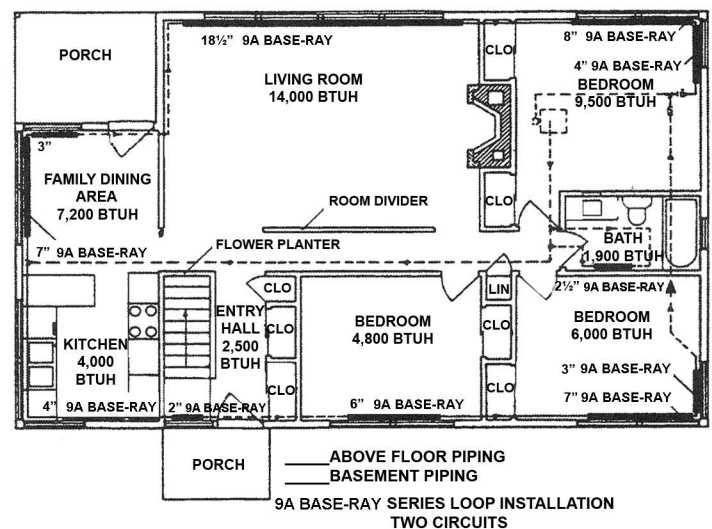 18½" 9A BASE-RAY
8" 9A BASE-RAY
CLO
PORCH
4" 9A BASE-RAY
LIVING ROOM
14,000 BTUH
BEDROOM
9,500 BTUH
3"
FAMILY DINING
AREA
7,200 BTUH
CLO
ROOM DIVIDER
BATH
1,900 BTUH
7" 9A BASE-RAY
FLOWER PLANTER
CLO
LIN
2½" 9A BASE-RAY
ENTRY
HALL
2,500
BTUH
CLO
BEDROOM
4,800 BTUH
CLO
BEDROOM
6,000 BTUH
KITCHEN
4,000
BTUH
3" 9A BASE-RAY
CLO
CLO
7" 9A BASE-RAY
4" 9A BASE-RAY
2" 9A BASE-RAY
6" 9A BASE-RAY
PORCH
ABOVE FLOOR PIPING
BASEMENT PIPING
9A BASE-RAY SERIES LOOP INSTALLATION
TWO CIRCUITS